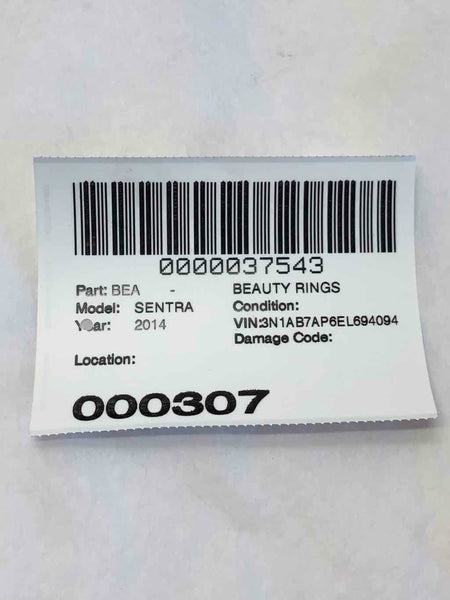 0000037543
Part: BEA - BEAUTY RINGS
Model: SENTRA Condition:
Year: 2014 VIN:3N1AB7AP6EL694094
Damage Code:
Location:
000307